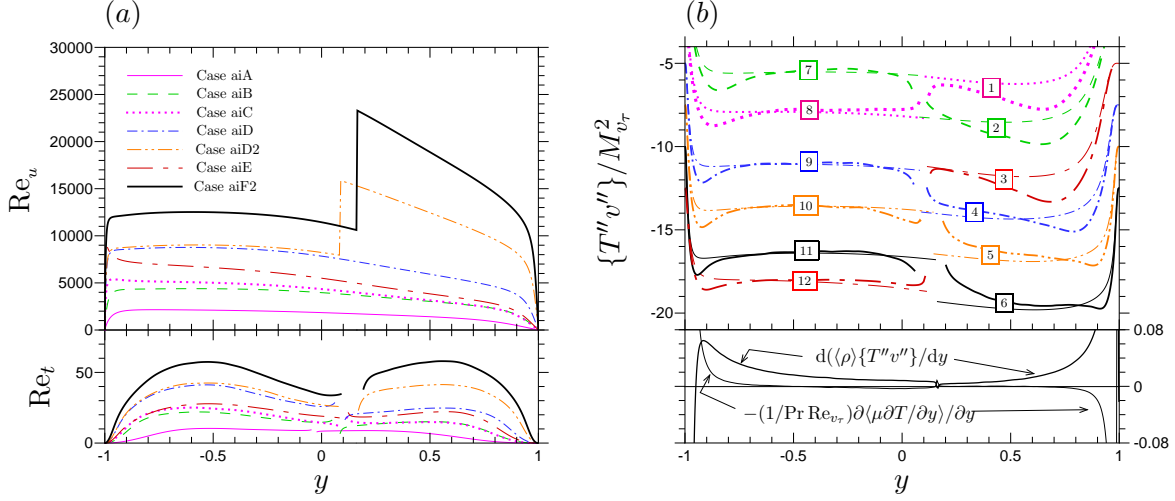 (a)
30000
25000
20000
15000
10000
5000
0
Re_u
Case aiA
Case aiB
Case aiC
Case aiD
Case aiD2
Case aiE
Case aiF2
50
0
Re_t
-1 -0.5 0 0.5 1
y
(b)
-5
-10
-15
-20
{T″v″}/M²_{v_τ}
7
1
8
2
9
3
10
4
11
5
12
6
0.08
0
-0.08
d(⟨ρ⟩{T″v″}/dy
−(1/Pr Re_{v_τ})∂⟨μ∂T/∂y⟩/∂y
-1 -0.5 0 0.5 1
y